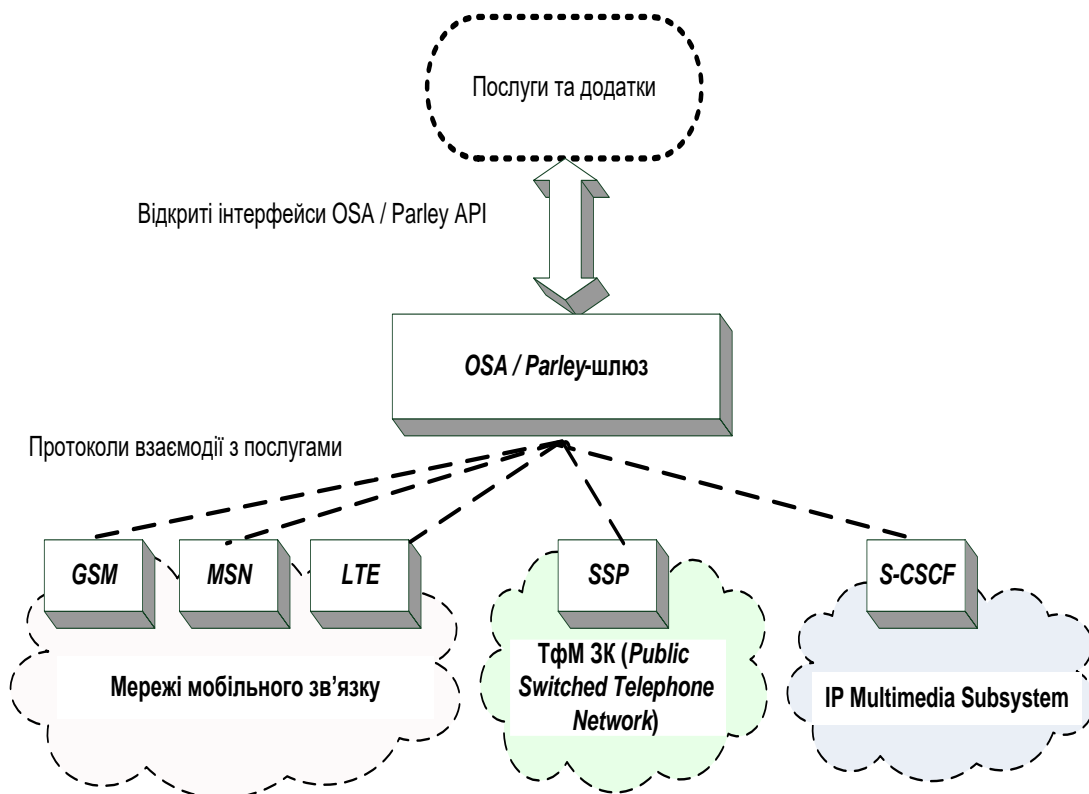 Послуги та додатки
Відкриті інтерфейси OSA / Parley API
OSA / Parley-шлюз
Протоколи взаємодії з послугами
GSM
MSN
LTE
SSP
S-CSCF
Мережі мобільного зв’язку
ТфМ ЗК (Public
Switched Telephone
Network)
IP Multimedia Subsystem